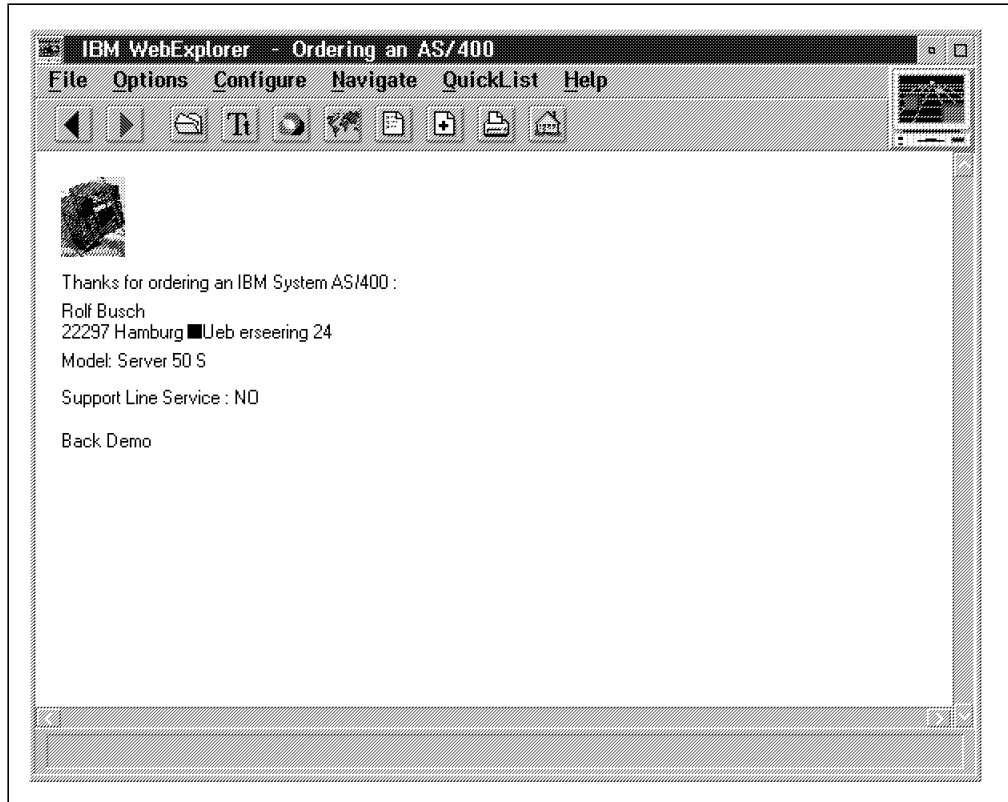 IBM WebExplorer - Ordering an AS/400
File Options Configure Navigate QuickList Help
Tt
Thanks for ordering an IBM System AS/400 :
Rolf Busch
22297 Hamburg ■Ueb erseering 24
Model: Server 50 S
Support Line Service : NO
Back Demo